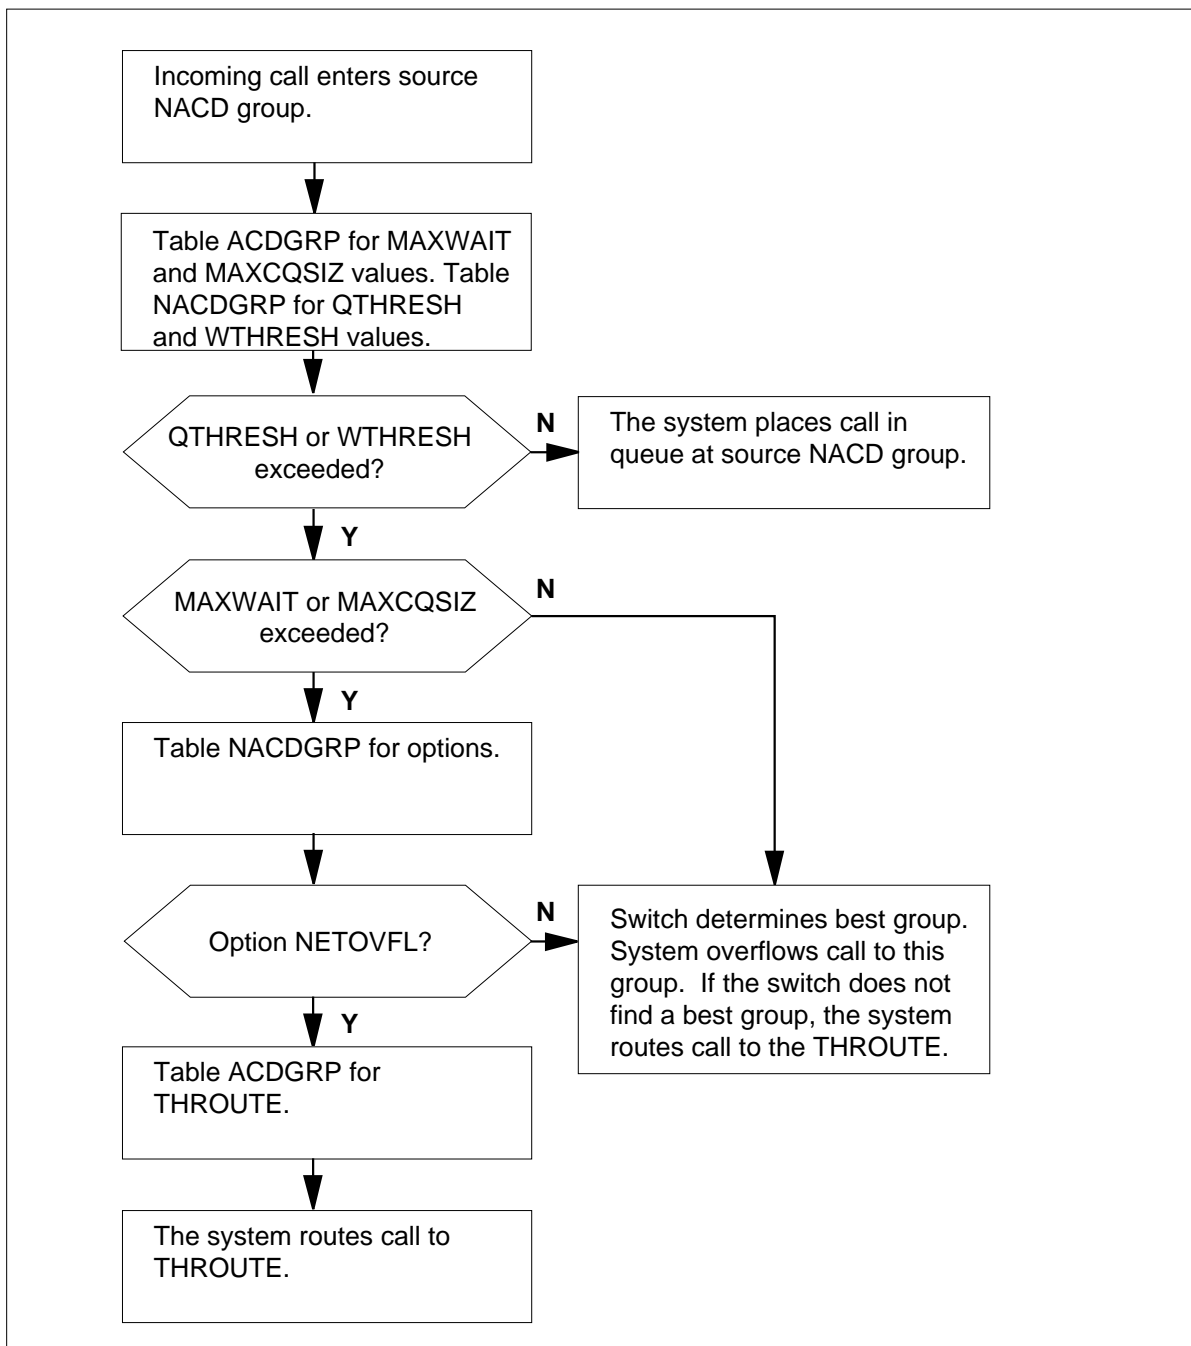 Incoming call enters source
NACD group.
Table ACDGRP for MAXWAIT
and MAXCQSIZ values. Table
NACDGRP for QTHRESH
and WTHRESH values.
QTHRESH or WTHRESH
exceeded?
N
The system places call in
queue at source NACD group.
Y
MAXWAIT or MAXCQSIZ
exceeded?
N
Y
Table NACDGRP for options.
Option NETOVFL?
N
Switch determines best group.
System overflows call to this
group.  If the switch does not
find a best group, the system
routes call to the THROUTE.
Y
Table ACDGRP for
THROUTE.
The system routes call to
THROUTE.